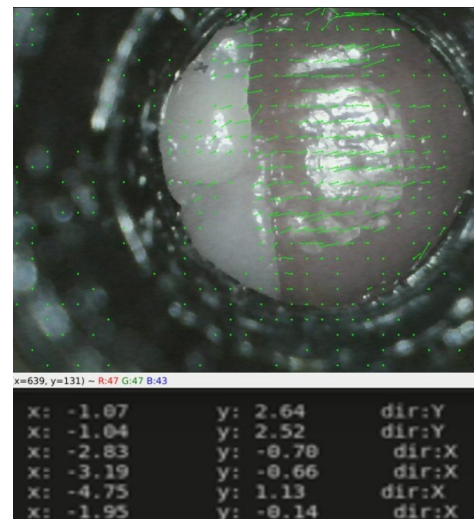 x=639, y=131) ~ R:47 G:47 B:43
x: -1.07 y: 2.64 dir:Y
x: -1.04 y: 2.52 dir:Y
x: -2.83 y: -0.70 dir:X
x: -3.19 y: -0.66 dir:X
x: -4.75 y: 1.13 dir:X
x: -1.95 y: -0.14 dir:X